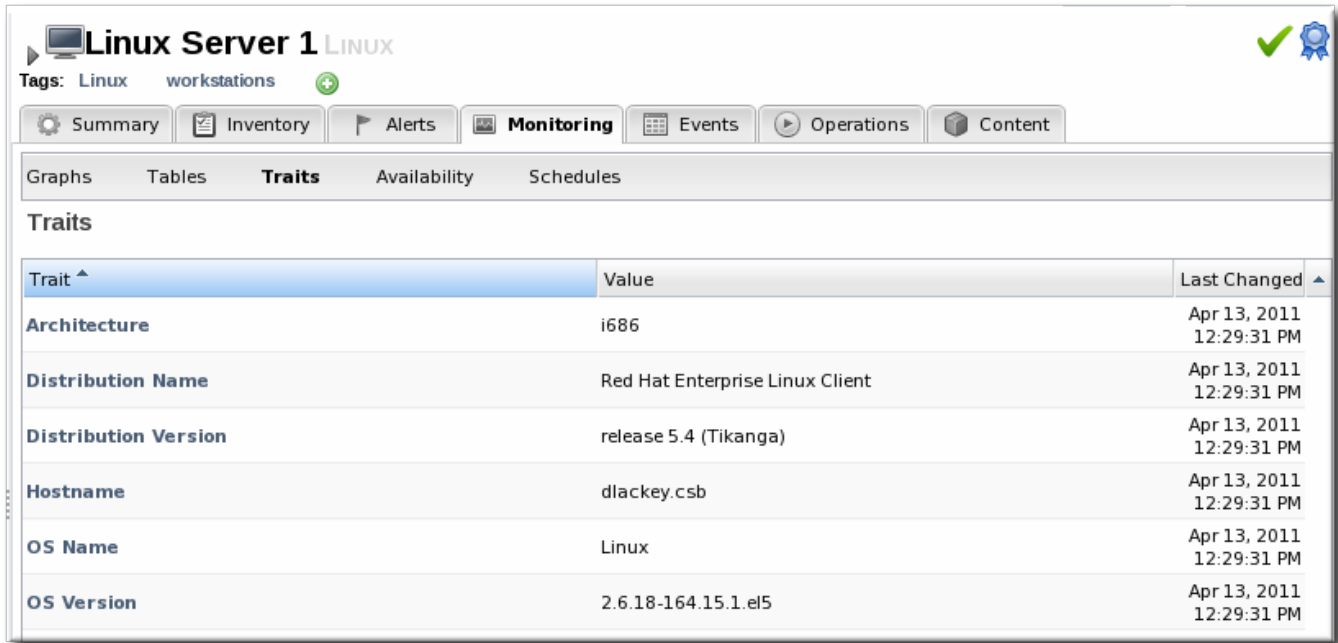 Linux Server 1 LINUX
Tags: Linux workstations
Summary Inventory Alerts Monitoring Events Operations Content
Graphs Tables Traits Availability Schedules
Traits
Trait Value Last Changed
Architecture i686 Apr 13, 2011
12:29:31 PM
Distribution Name Red Hat Enterprise Linux Client Apr 13, 2011
12:29:31 PM
Distribution Version release 5.4 (Tikanga) Apr 13, 2011
12:29:31 PM
Hostname dlackey.csb Apr 13, 2011
12:29:31 PM
OS Name Linux Apr 13, 2011
12:29:31 PM
OS Version 2.6.18-164.15.1.el5 Apr 13, 2011
12:29:31 PM